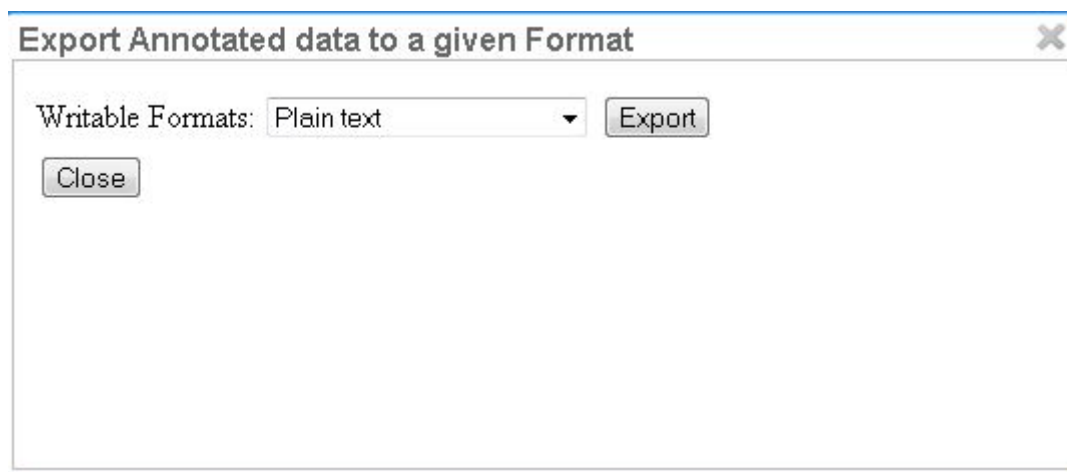 Export Annotated data to a given Format
Writable Formats: Plain text Export
Close